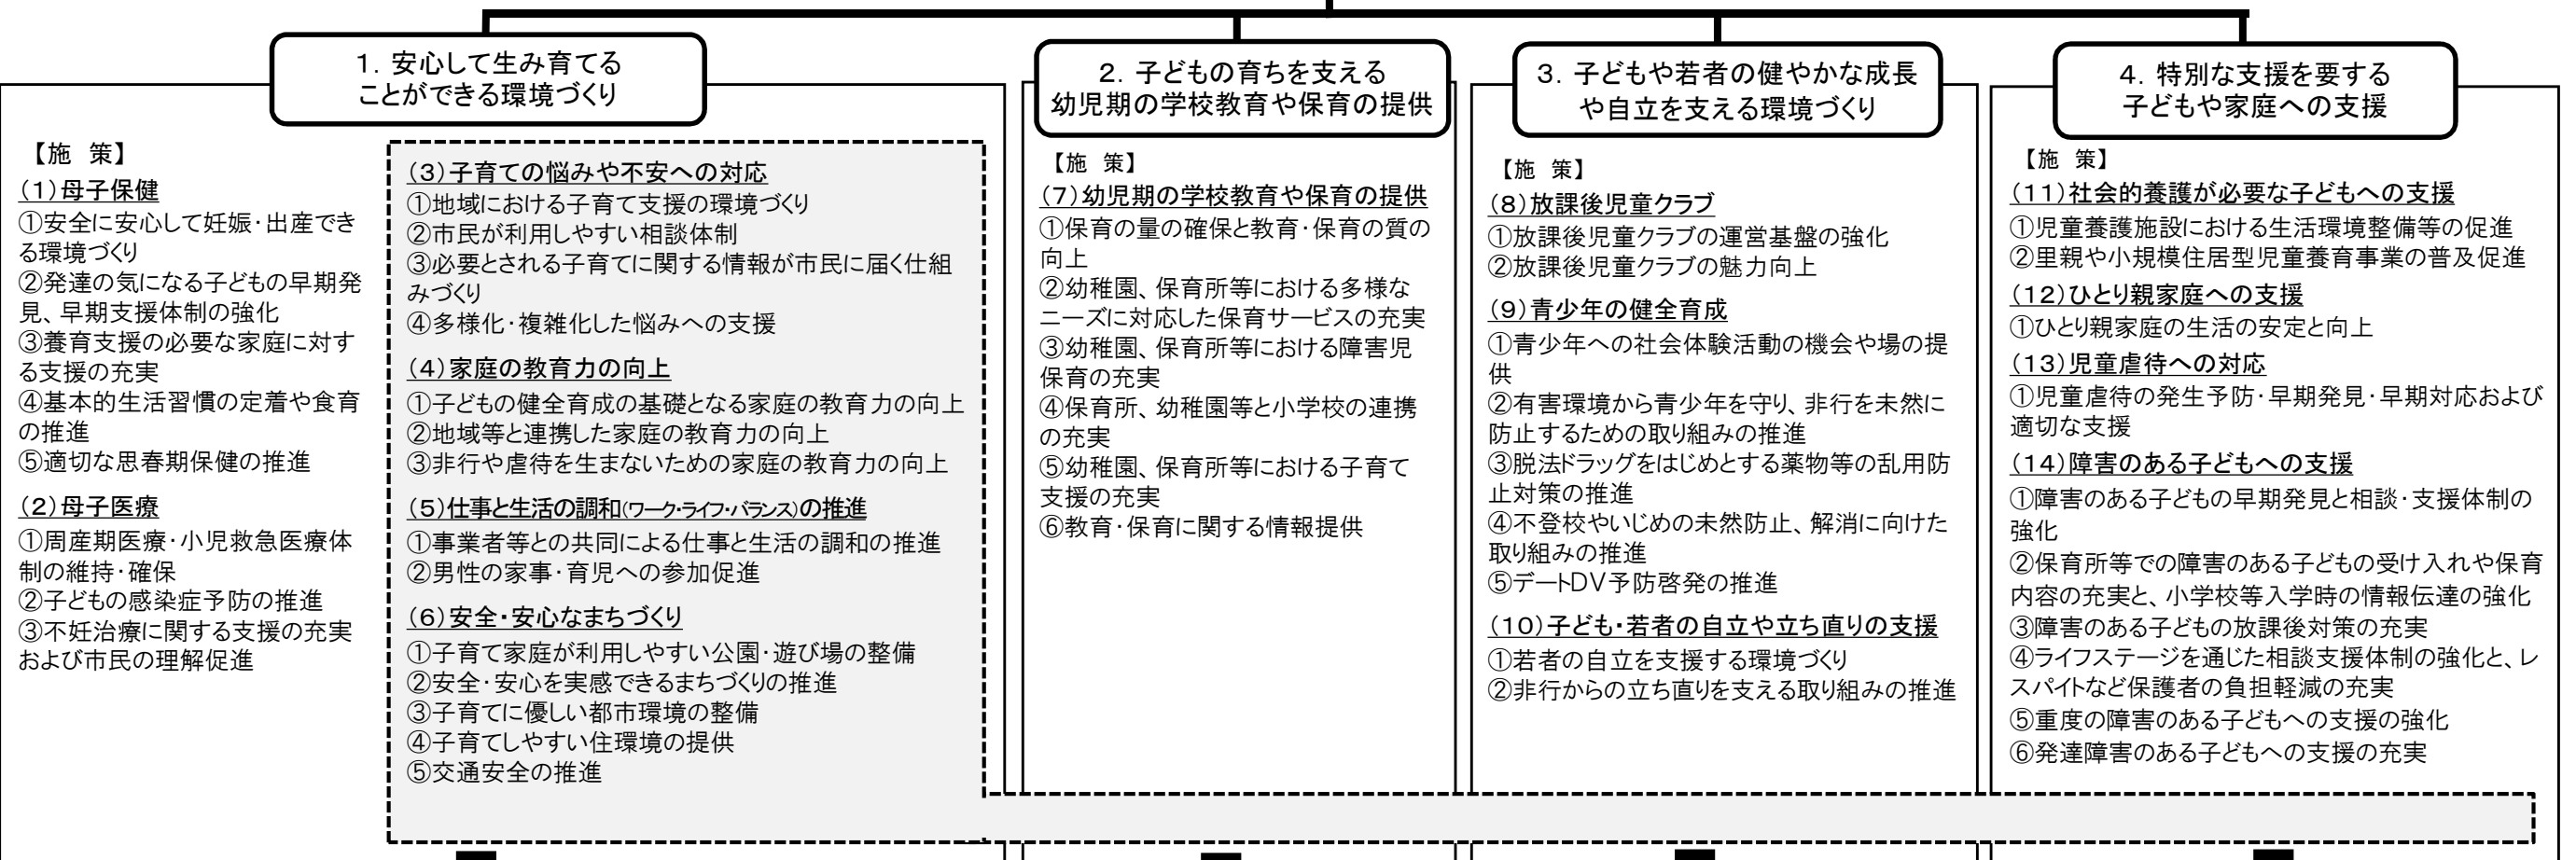 1．安心して生み育てる
ことができる環境づくり
【施　策】
(1)母子保健
①安全に安心して妊娠・出産でき
る環境づくり
②発達の気になる子どもの早期発
見、早期支援体制の強化
③養育支援の必要な家庭に対す
る支援の充実
④基本的生活習慣の定着や食育
の推進
⑤適切な思春期保健の推進
(2)母子医療
①周産期医療・小児救急医療体
制の維持・確保
②子どもの感染症予防の推進
③不妊治療に関する支援の充実
および市民の理解促進
(3)子育ての悩みや不安への対応
①地域における子育て支援の環境づくり
②市民が利用しやすい相談体制
③必要とされる子育てに関する情報が市民に届く仕組
みづくり
④多様化・複雑化した悩みへの支援
(4)家庭の教育力の向上
①子どもの健全育成の基礎となる家庭の教育力の向上
②地域等と連携した家庭の教育力の向上
③非行や虐待を生まないための家庭の教育力の向上
(5)仕事と生活の調和(ワーク・ライフ・バランス)の推進
①事業者等との共同による仕事と生活の調和の推進
②男性の家事・育児への参加促進
(6)安全・安心なまちづくり
①子育て家庭が利用しやすい公園・遊び場の整備
②安全・安心を実感できるまちづくりの推進
③子育てに優しい都市環境の整備
④子育てしやすい住環境の提供
⑤交通安全の推進
2．子どもの育ちを支える
幼児期の学校教育や保育の提供
【施　策】
(7)幼児期の学校教育や保育の提供
①保育の量の確保と教育・保育の質の
向上
②幼稚園、保育所等における多様な
ニーズに対応した保育サービスの充実
③幼稚園、保育所等における障害児
保育の充実
④保育所、幼稚園等と小学校の連携
の充実
⑤幼稚園、保育所等における子育て
支援の充実
⑥教育・保育に関する情報提供
3．子どもや若者の健やかな成長
や自立を支える環境づくり
【施　策】
(8)放課後児童クラブ
①放課後児童クラブの運営基盤の強化
②放課後児童クラブの魅力向上
(9)青少年の健全育成
①青少年への社会体験活動の機会や場の提
供
②有害環境から青少年を守り、非行を未然に
防止するための取り組みの推進
③脱法ドラッグをはじめとする薬物等の乱用防
止対策の推進
④不登校やいじめの未然防止、解消に向けた
取り組みの推進
⑤デートDV予防啓発の推進
(10)子ども・若者の自立や立ち直りの支援
①若者の自立を支援する環境づくり
②非行からの立ち直りを支える取り組みの推進
4．特別な支援を要する
子どもや家庭への支援
【施　策】
(11)社会的養護が必要な子どもへの支援
①児童養護施設における生活環境整備等の促進
②里親や小規模住居型児童養育事業の普及促進
(12)ひとり親家庭への支援
①ひとり親家庭の生活の安定と向上
(13)児童虐待への対応
①児童虐待の発生予防・早期発見・早期対応および
適切な支援
(14)障害のある子どもへの支援
①障害のある子どもの早期発見と相談・支援体制の
強化
②保育所等での障害のある子どもの受け入れや保育
内容の充実と、小学校等入学時の情報伝達の強化
③障害のある子どもの放課後対策の充実
④ライフステージを通じた相談支援体制の強化と、レ
スパイトなど保護者の負担軽減の充実
⑤重度の障害のある子どもへの支援の強化
⑥発達障害のある子どもへの支援の充実